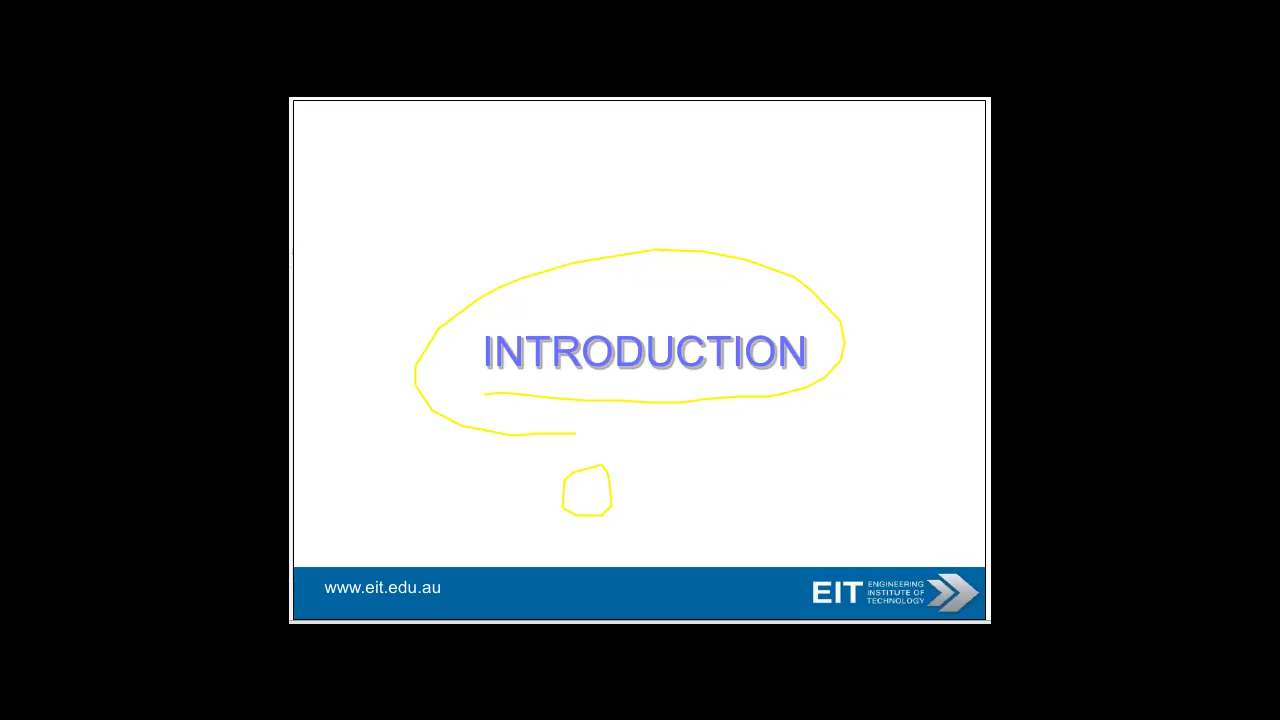 INTRODUCTION
www.eit.edu.au
EIT
ENGINEERING
INSTITUTE OF
TECHNOLOGY